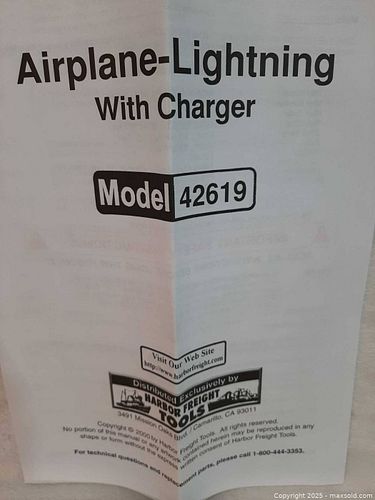 Airplane-Lightning
With Charger
Model 42619
Visit Our Web Site
http://www.harborfreight.com
Distributed Exclusively by
HARBOR FREIGHT
TOOLS
3491 Mission Oaks Blvd. / Camarillo, CA 93011
Copyright © 2000 by Harbor Freight Tools. All rights reserved.
No portion of this manual or any artwork contained herein may be reproduced in any
shape or form without the express written consent of Harbor Freight Tools.
For technical questions and replacement parts, please call 1-800-444-3353.
Copyright 2025 - maxsold.com